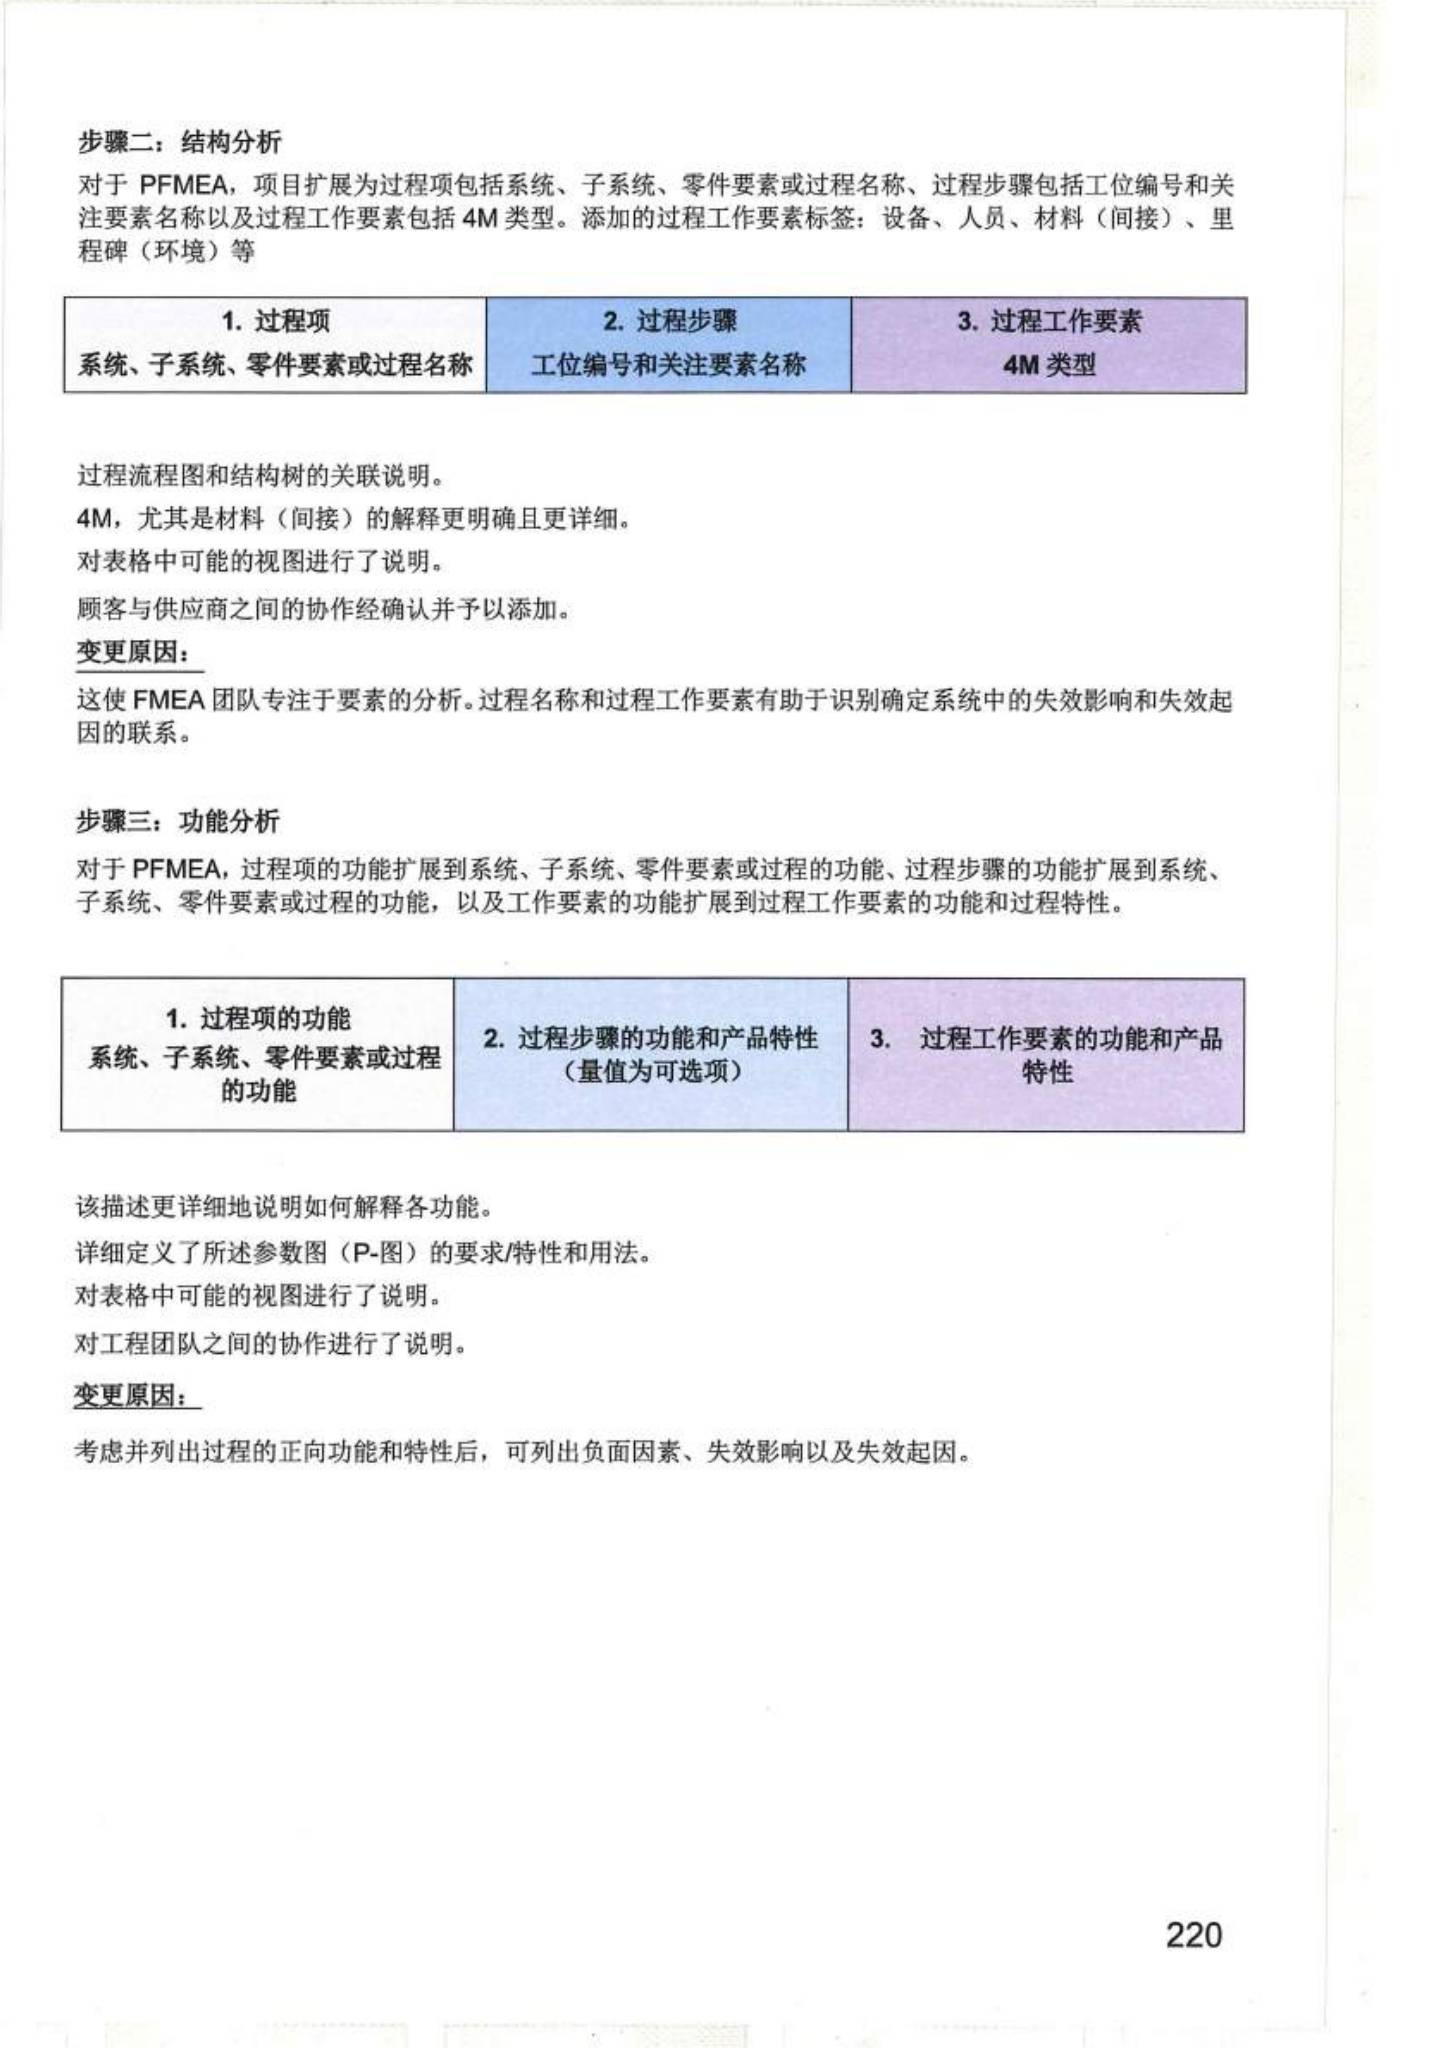 步骤二：结构分析
对于 PFMEA，项目扩展为过程项包括系统、子系统、零件要素或过程名称、过程步骤包括工位编号和关
注要素名称以及过程工作要素包括 4M 类型。添加的过程工作要素标签：设备、人员、材料（间接）、里
程碑（环境）等
1. 过程项
系统、子系统、零件要素或过程名称
2. 过程步骤
工位编号和关注要素名称
3. 过程工作要素
4M 类型
过程流程图和结构树的关联说明。
4M，尤其是材料（间接）的解释更明确且更详细。
对表格中可能的视图进行了说明。
顾客与供应商之间的协作经确认并予以添加。
变更原因：
这使 FMEA 团队专注于要素的分析。过程名称和过程工作要素有助于识别确定系统中的失效影响和失效起
因的联系。
步骤三：功能分析
对于 PFMEA，过程项的功能扩展到系统、子系统、零件要素或过程的功能、过程步骤的功能扩展到系统、
子系统、零件要素或过程的功能，以及工作要素的功能扩展到过程工作要素的功能和过程特性。
1. 过程项的功能
系统、子系统、零件要素或过程
的功能
2. 过程步骤的功能和产品特性
（量值为可选项）
3. 过程工作要素的功能和产品
特性
该描述更详细地说明如何解释各功能。
详细定义了所述参数图（P-图）的要求/特性和用法。
对表格中可能的视图进行了说明。
对工程团队之间的协作进行了说明。
变更原因：
考虑并列出过程的正向功能和特性后，可列出负面因素、失效影响以及失效起因。
220